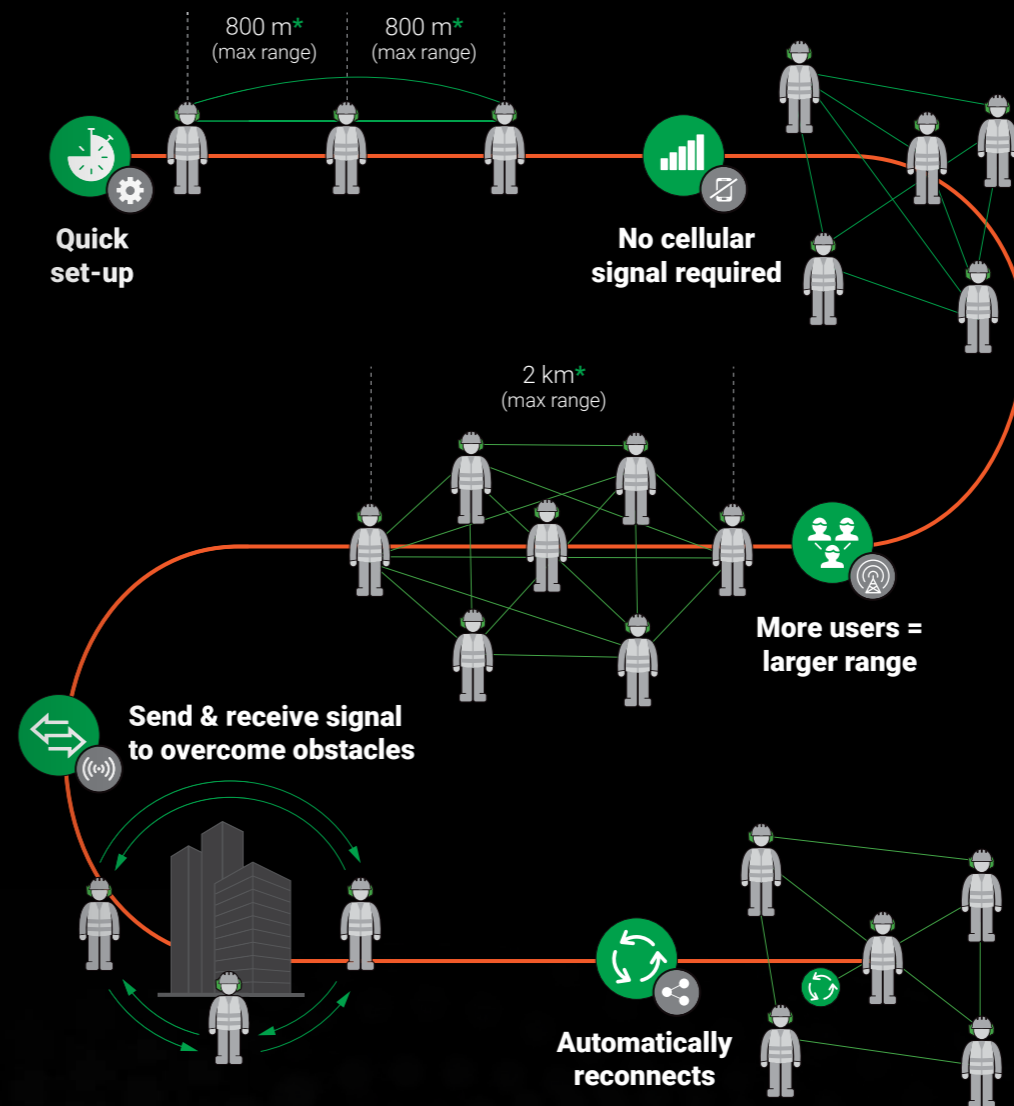 800 m*
(max range)
800 m*
(max range)
Quick
set-up
No cellular
signal required
2 km*
(max range)
More users =
larger range
Send & receive signal
to overcome obstacles
Automatically
reconnects